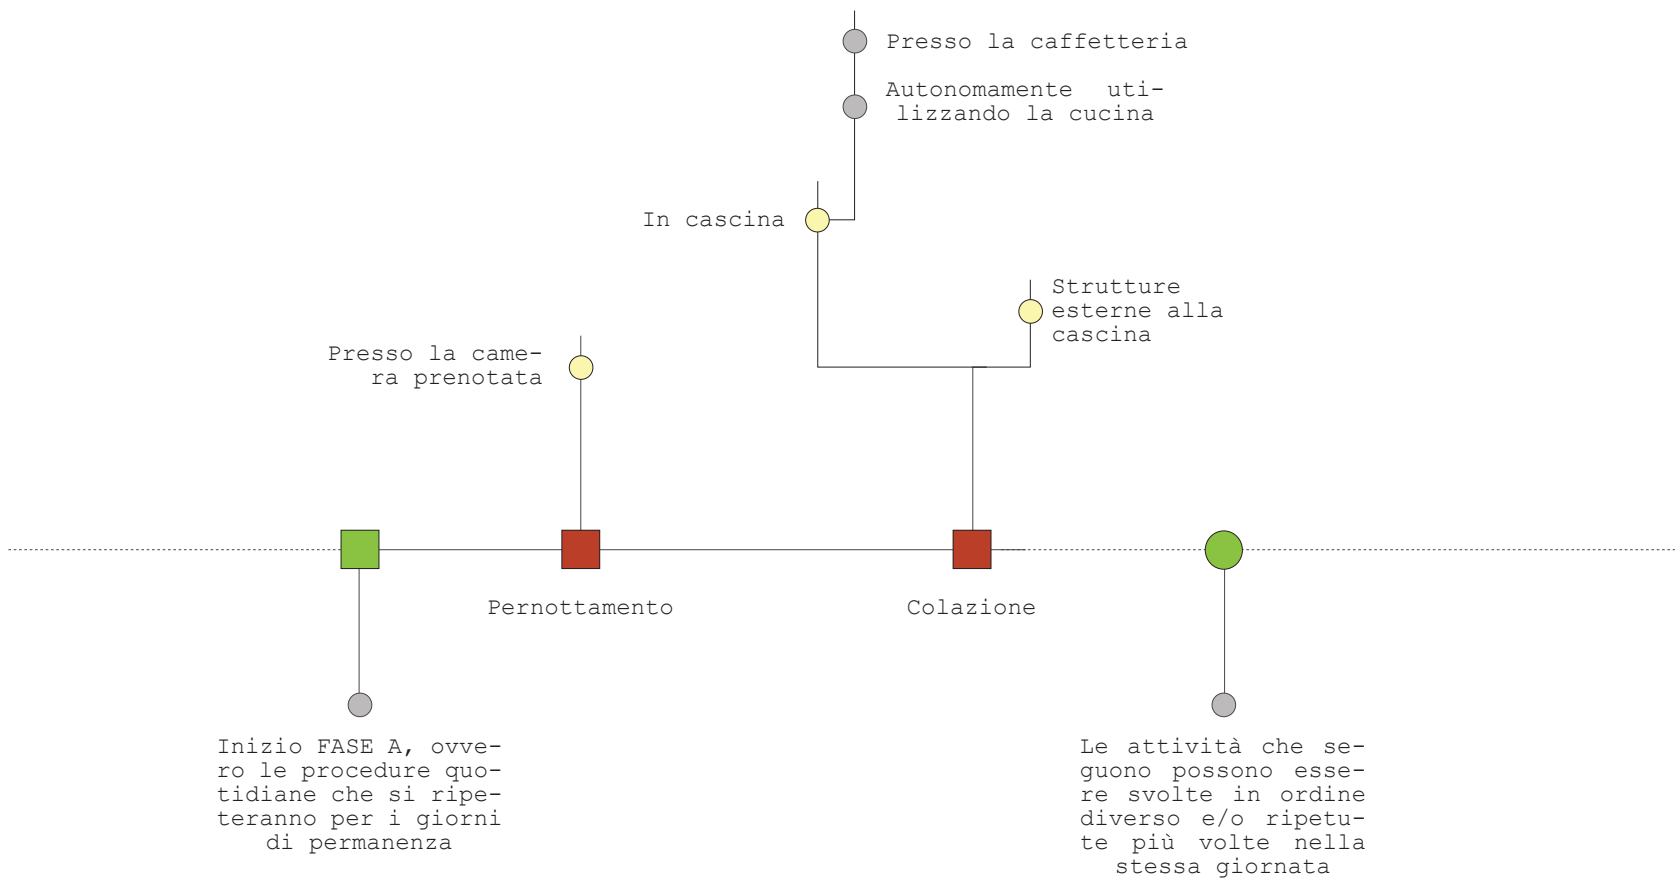 Presso la caffetteria
Autonomamente uti-
lizzando la cucina
In cascina
Strutture
esterne alla
cascina
Presso la came-
ra prenotata
Pernottamento
Colazione
Inizio FASE A, ovve-
ro le procedure quo-
tidiane che si ripe-
teranno per i giorni
di permanenza
Le attività che se-
guono possono esse-
re svolte in ordine
diverso e/o ripetu-
te più volte nella
stessa giornata